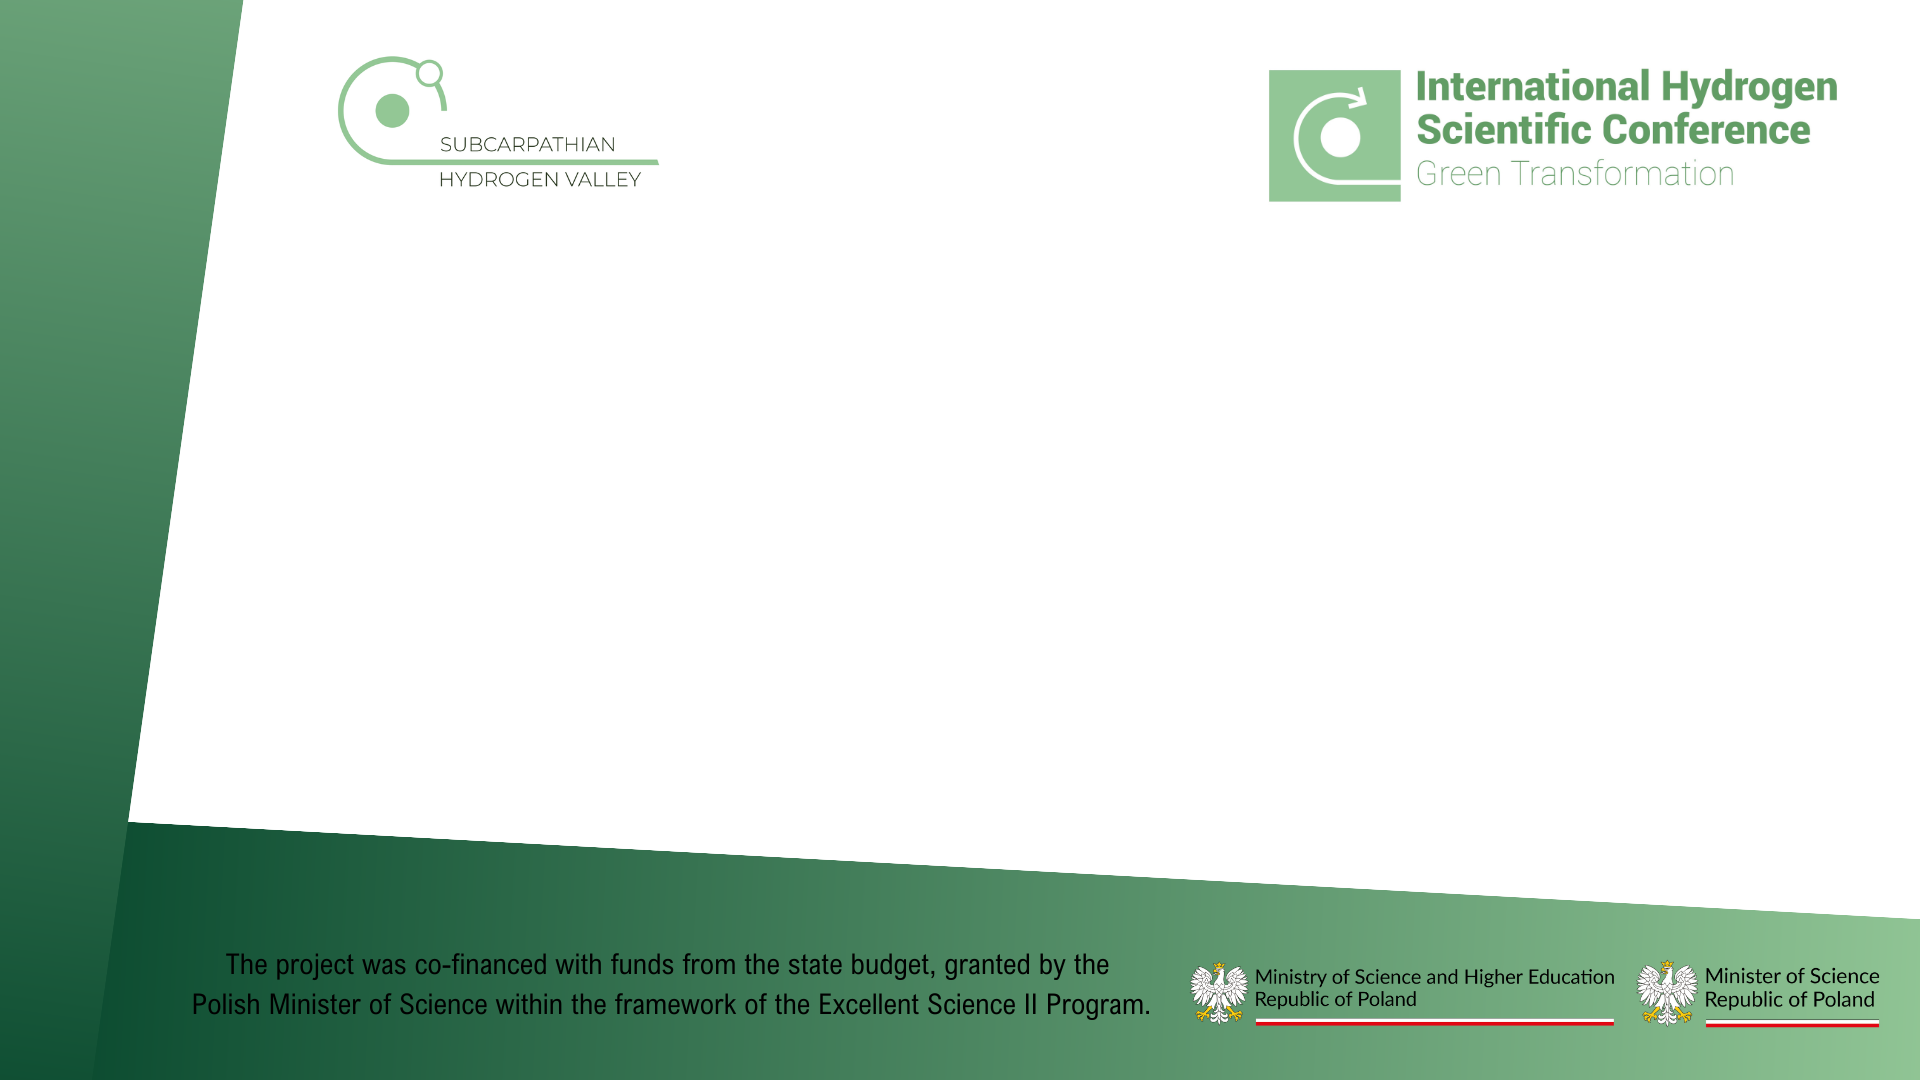 SUBCARPATHIAN
HYDROGEN VALLEY
International Hydrogen
Scientific Conference
Green Transformation
The project was co-financed with funds from the state budget, granted by the
Polish Minister of Science within the framework of the Excellent Science II Program.
Ministry of Science and Higher Education
Republic of Poland
Minister of Science
Republic of Poland